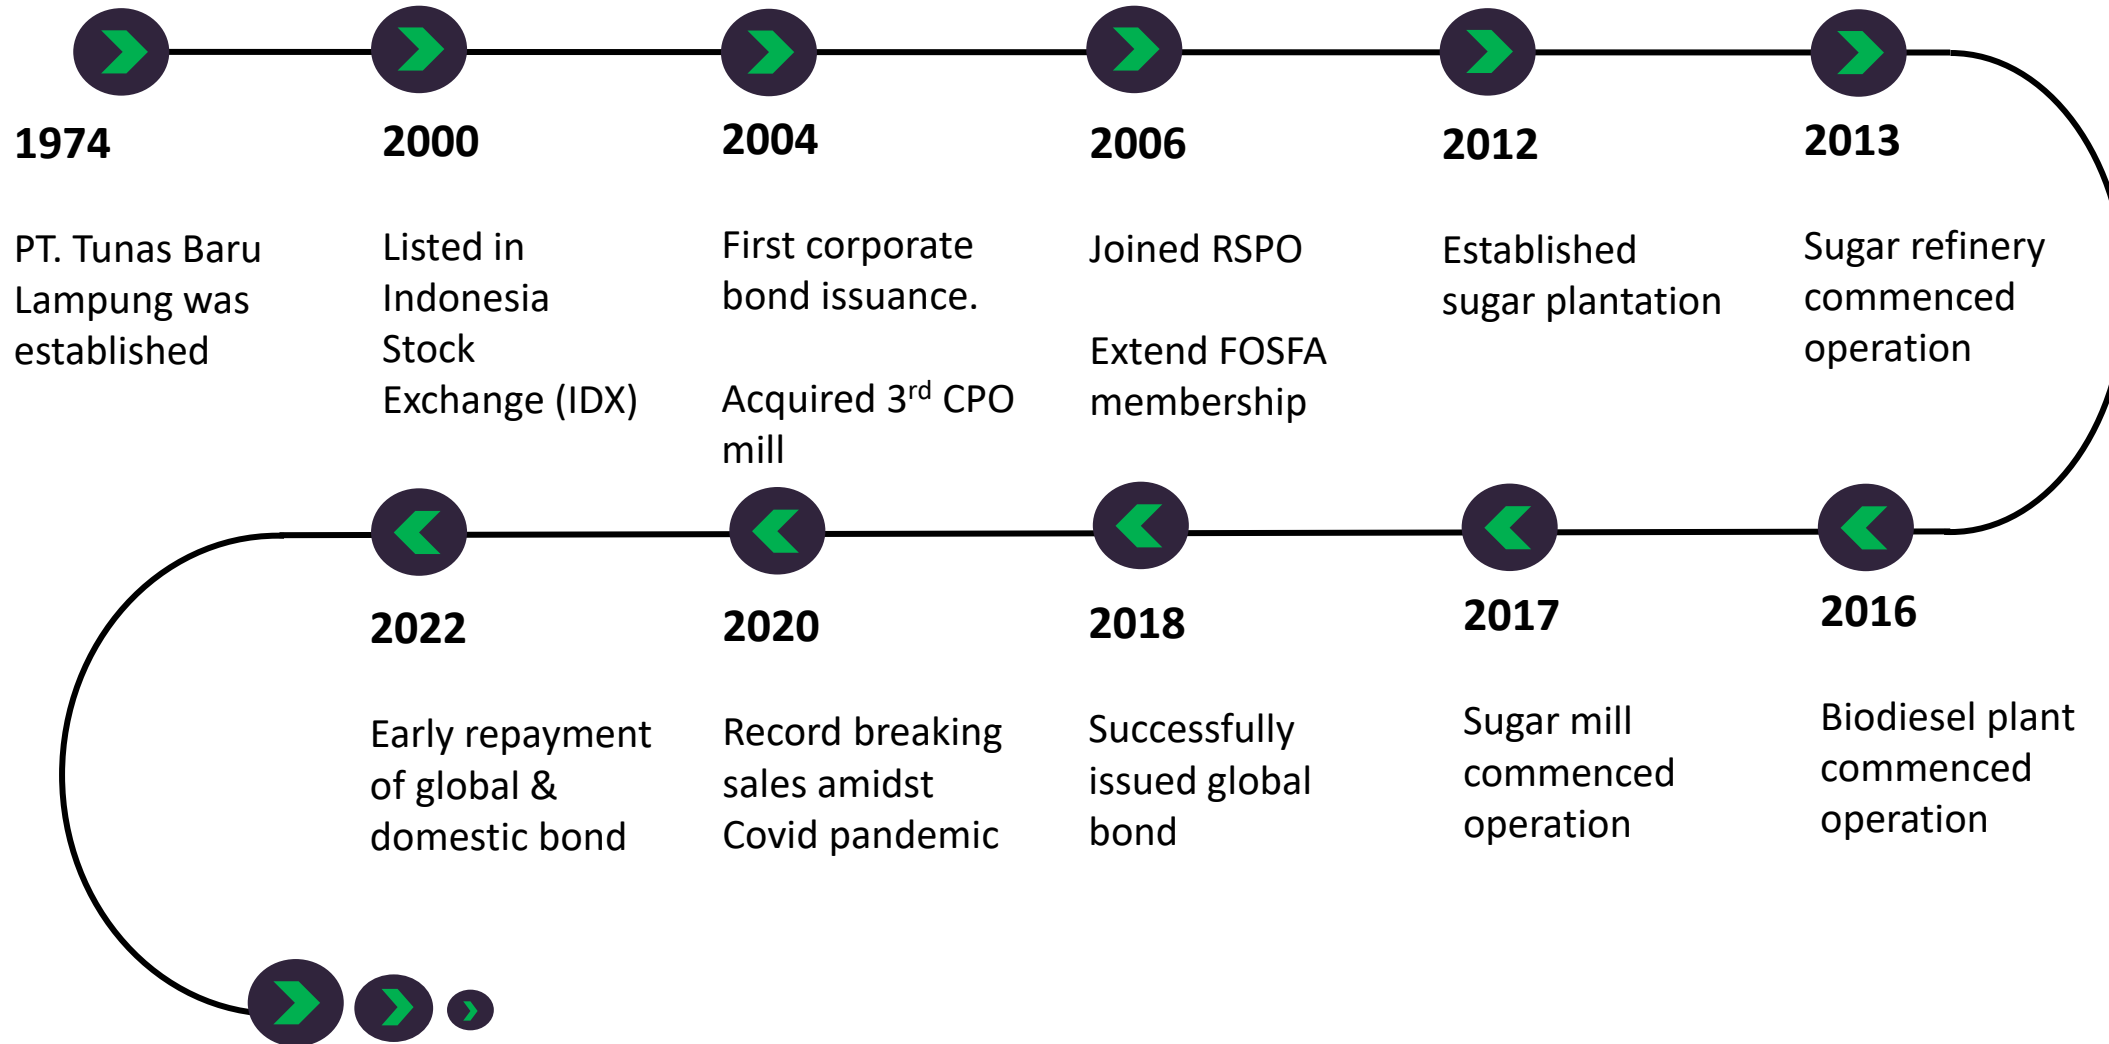 1974
PT. Tunas Baru
Lampung was
established
2000
Listed in
Indonesia
Stock
Exchange (IDX)
2004
First corporate
bond issuance.
Acquired 3rd CPO
mill
2006
Joined RSPO
Extend FOSFA
membership
2012
Established
sugar plantation
2013
Sugar refinery
commenced
operation
2016
Biodiesel plant
commenced
operation
2017
Sugar mill
commenced
operation
2018
Successfully
issued global
bond
2020
Record breaking
sales amidst
Covid pandemic
2022
Early repayment
of global &
domestic bond